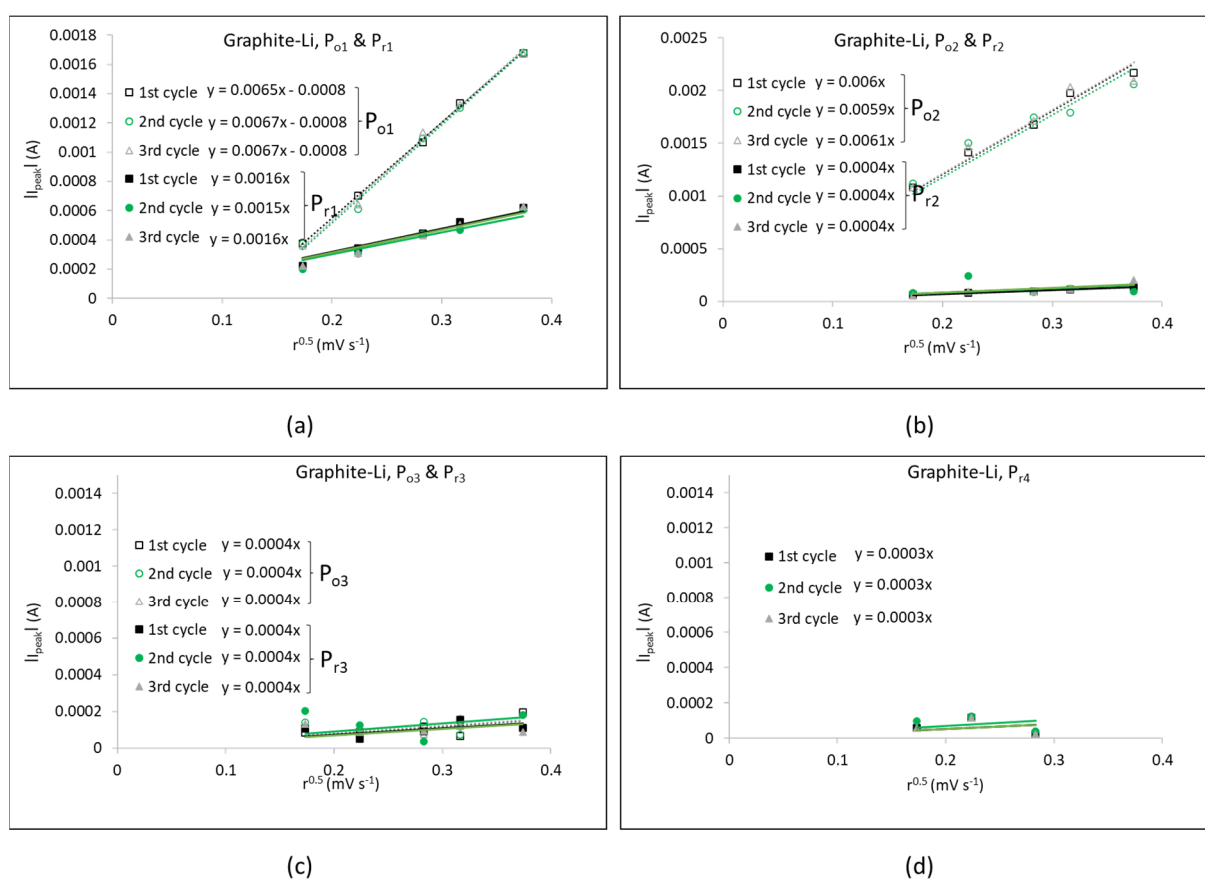 Graphite-Li, Po1 & Pr1
0.0018
0.0016
0.0014
0.0012
0.001
0.0008
0.0006
0.0004
0.0002
0
|Ipeak| (A)
1st cycle y = 0.0065x - 0.0008
2nd cycle y = 0.0067x - 0.0008
3rd cycle y = 0.0067x - 0.0008
Po1
1st cycle y = 0.0016x
2nd cycle y = 0.0015x
3rd cycle y = 0.0016x
Pr1
0 0.1 0.2 0.3 0.4
r0.5 (mV s-1)
(a)
Graphite-Li, Po2 & Pr2
0.0025
0.002
0.0015
0.001
0.0005
0
|Ipeak| (A)
1st cycle y = 0.006x
2nd cycle y = 0.0059x
3rd cycle y = 0.0061x
Po2
1st cycle y = 0.0004x
2nd cycle y = 0.0004x
3rd cycle y = 0.0004x
Pr2
0 0.1 0.2 0.3 0.4
r0.5 (mV s-1)
(b)
Graphite-Li, Po3 & Pr3
0.0014
0.0012
0.001
0.0008
0.0006
0.0004
0.0002
0
|Ipeak| (A)
1st cycle y = 0.0004x
2nd cycle y = 0.0004x
3rd cycle y = 0.0004x
Po3
1st cycle y = 0.0004x
2nd cycle y = 0.0004x
3rd cycle y = 0.0004x
Pr3
0 0.1 0.2 0.3 0.4
r0.5 (mV s-1)
(c)
Graphite-Li, Pr4
0.0014
0.0012
0.001
0.0008
0.0006
0.0004
0.0002
0
|Ipeak| (A)
1st cycle y = 0.0003x
2nd cycle y = 0.0003x
3rd cycle y = 0.0003x
0 0.1 0.2 0.3 0.4
r0.5 (mV s-1)
(d)